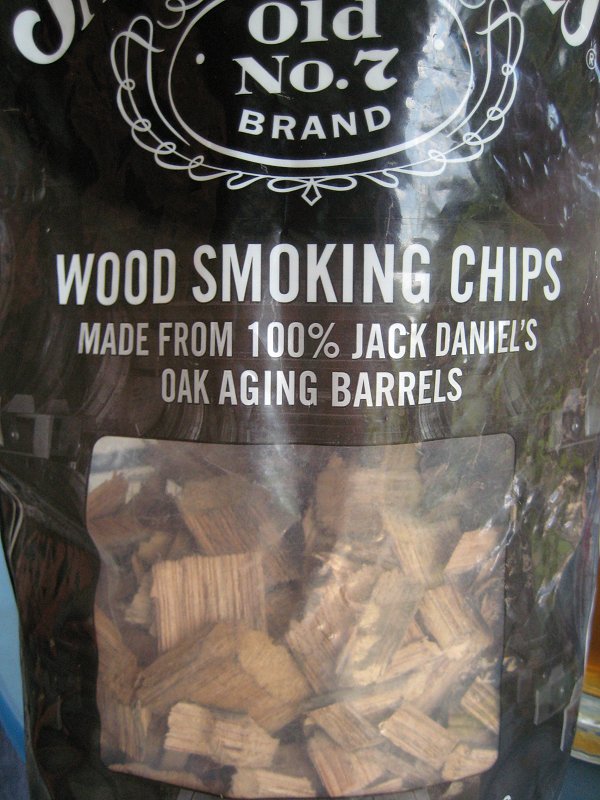 Old
No.7
BRAND
WOOD SMOKING CHIPS
MADE FROM 100% JACK DANIEL'S
OAK AGING BARRELS